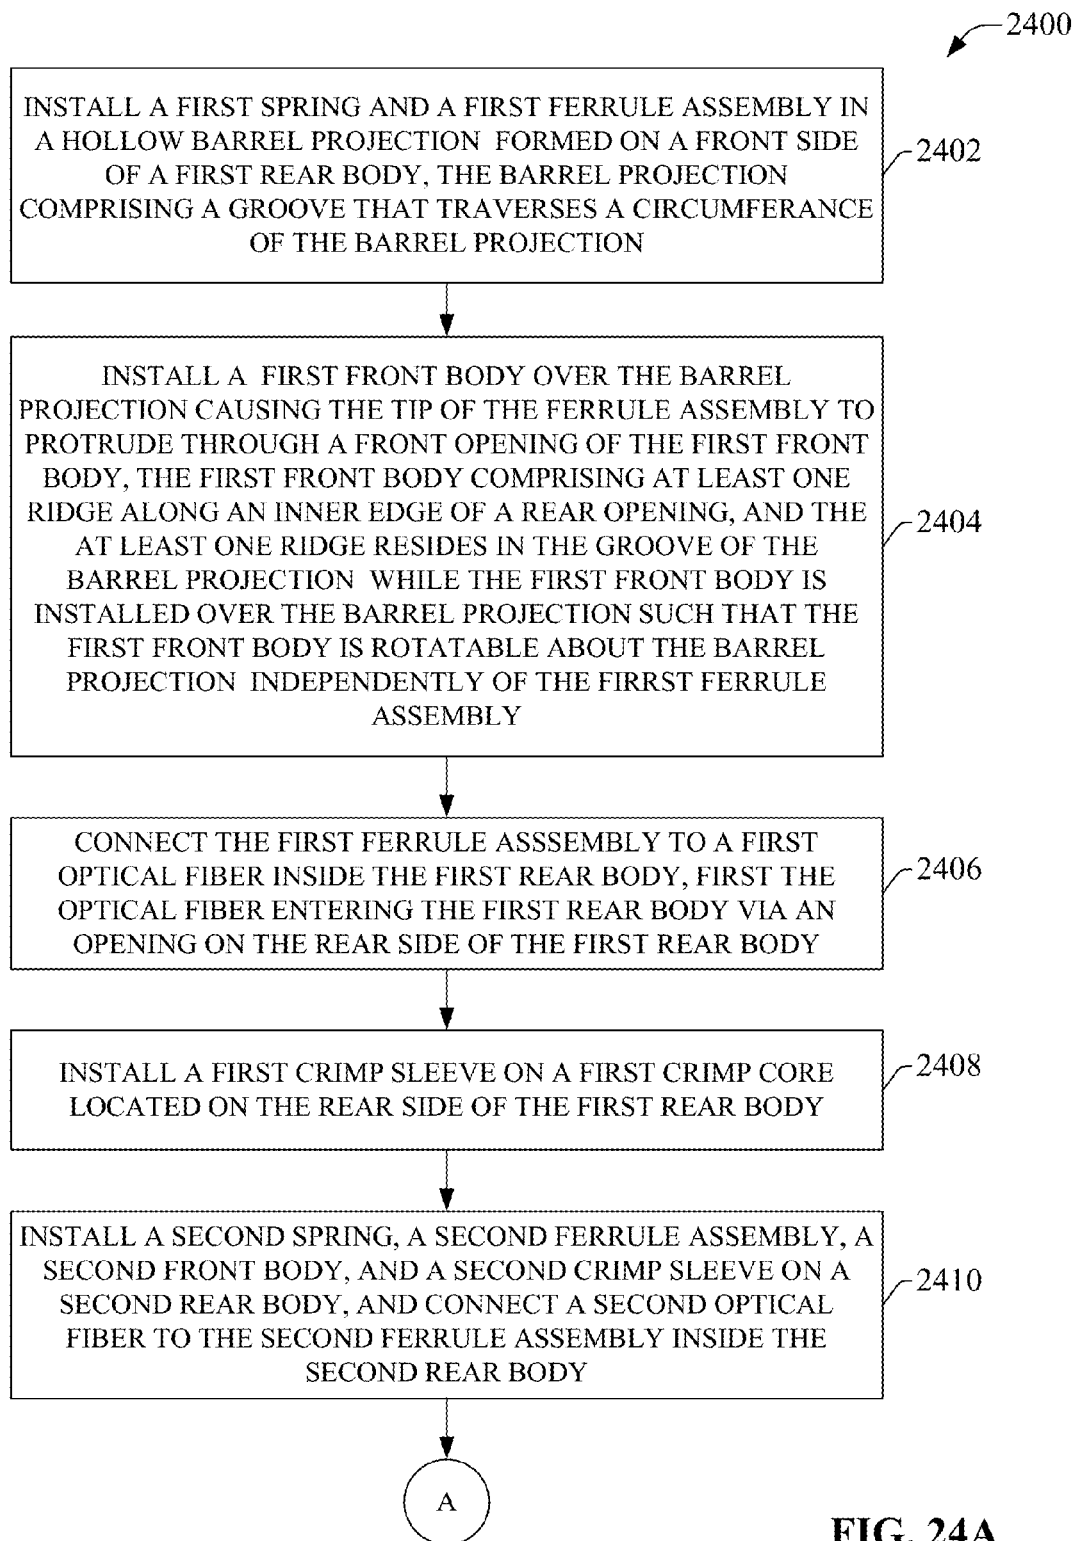 2400
INSTALL A FIRST SPRING AND A FIRST FERRULE ASSEMBLY IN
A HOLLOW BARREL PROJECTION FORMED ON A FRONT SIDE
OF A FIRST REAR BODY, THE BARREL PROJECTION
COMPRISING A GROOVE THAT TRAVERSES A CIRCUMFERANCE
OF THE BARREL PROJECTION
2402
INSTALL A FIRST FRONT BODY OVER THE BARREL
PROJECTION CAUSING THE TIP OF THE FERRULE ASSEMBLY TO
PROTRUDE THROUGH A FRONT OPENING OF THE FIRST FRONT
BODY, THE FIRST FRONT BODY COMPRISING AT LEAST ONE
RIDGE ALONG AN INNER EDGE OF A REAR OPENING, AND THE
AT LEAST ONE RIDGE RESIDES IN THE GROOVE OF THE
BARREL PROJECTION WHILE THE FIRST FRONT BODY IS
INSTALLED OVER THE BARREL PROJECTION SUCH THAT THE
FIRST FRONT BODY IS ROTATABLE ABOUT THE BARREL
PROJECTION INDEPENDENTLY OF THE FIRRST FERRULE
ASSEMBLY
2404
CONNECT THE FIRST FERRULE ASSSEMBLY TO A FIRST
OPTICAL FIBER INSIDE THE FIRST REAR BODY, FIRST THE
OPTICAL FIBER ENTERING THE FIRST REAR BODY VIA AN
OPENING ON THE REAR SIDE OF THE FIRST REAR BODY
2406
INSTALL A FIRST CRIMP SLEEVE ON A FIRST CRIMP CORE
LOCATED ON THE REAR SIDE OF THE FIRST REAR BODY
2408
INSTALL A SECOND SPRING, A SECOND FERRULE ASSEMBLY, A
SECOND FRONT BODY, AND A SECOND CRIMP SLEEVE ON A
SECOND REAR BODY, AND CONNECT A SECOND OPTICAL
FIBER TO THE SECOND FERRULE ASSEMBLY INSIDE THE
SECOND REAR BODY
2410
A
FIG. 24A